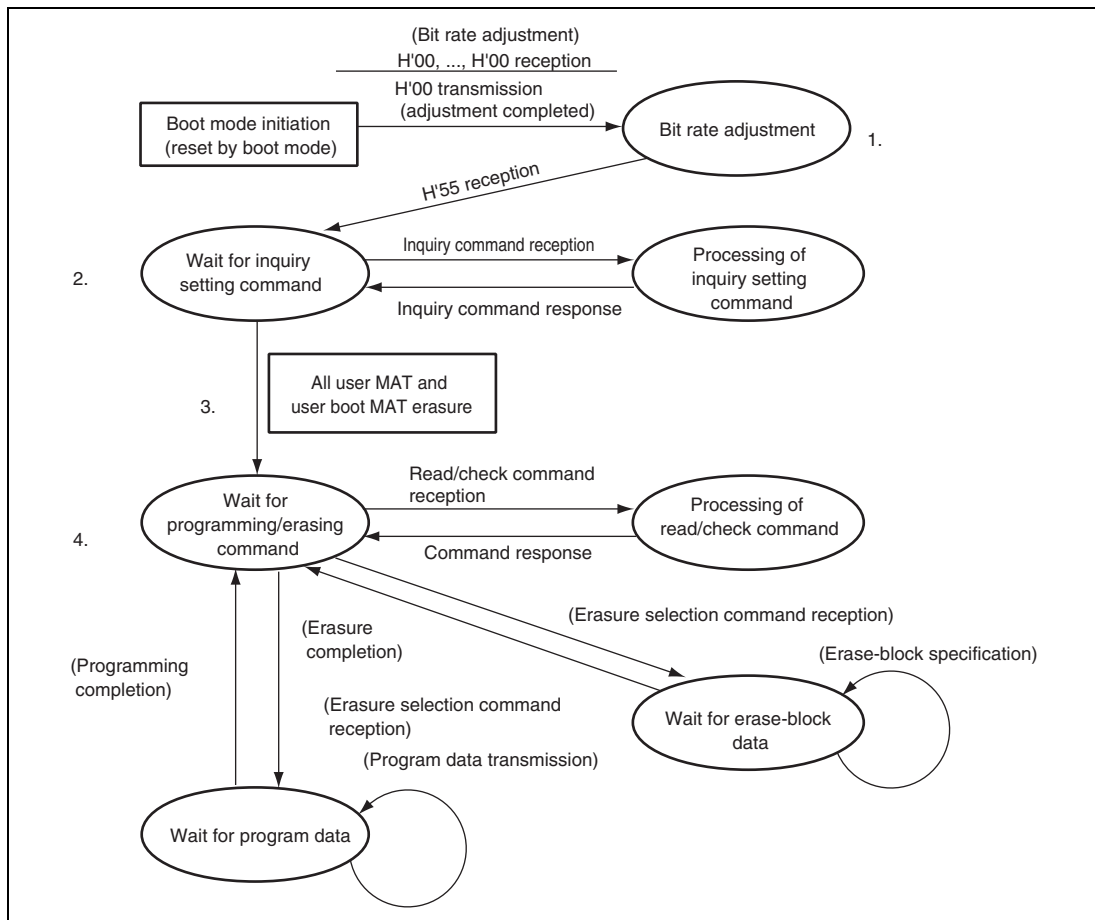 (Bit rate adjustment)
H'00, ..., H'00 reception
H'00 transmission
(adjustment completed)
Boot mode initiation
(reset by boot mode)
Bit rate adjustment
1.
H'55 reception
2.
Wait for inquiry
setting command
Inquiry command reception
Inquiry command response
Processing of
inquiry setting
command
3.
All user MAT and
user boot MAT erasure
4.
Wait for
programming/erasing
command
Read/check command
reception
Command response
Processing of
read/check command
(Erasure selection command reception)
(Erasure
completion)
(Programming
completion)
(Erase-block specification)
(Erasure selection command
reception)
Wait for erase-block
data
(Program data transmission)
Wait for program data